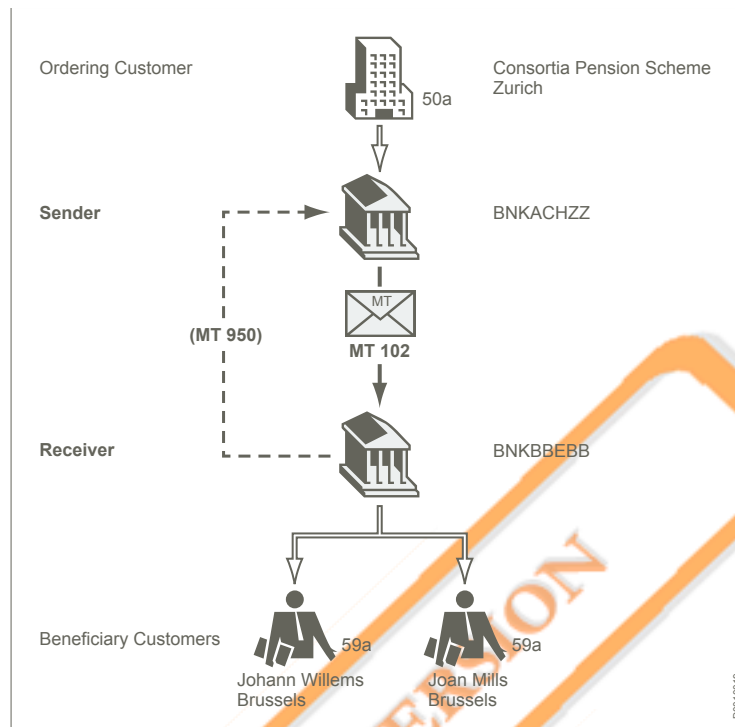 Ordering Customer
50a
Consortia Pension Scheme
Zurich
Sender
BNKACHZZ
MT
(MT 950)
MT 102
Receiver
BNKBBEBB
Beneficiary Customers
59a
59a
Johann Willems
Brussels
Joan Mills
Brussels